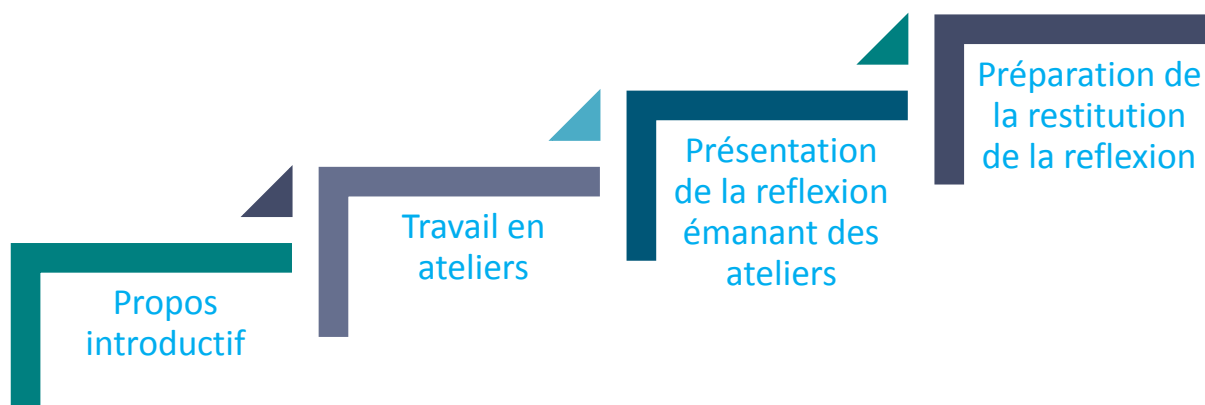 Propos
introductif
Travail en
ateliers
Présentation
de la reflexion
émanant des
ateliers
Préparation de
la restitution
de la reflexion